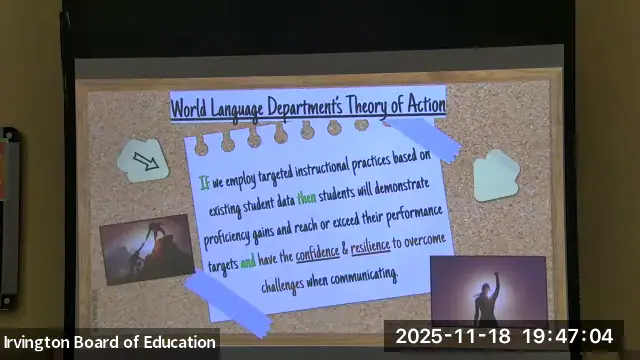 World Language Department's Theory of Action
If we employ targeted instructional practices based on
existing student data then students will demonstrate
proficiency gains and reach or exceed their performance
targets and have the confidence & resilience to overcome
challenges when communicating.
Irvington Board of Education
2025-11-18 19:47:04